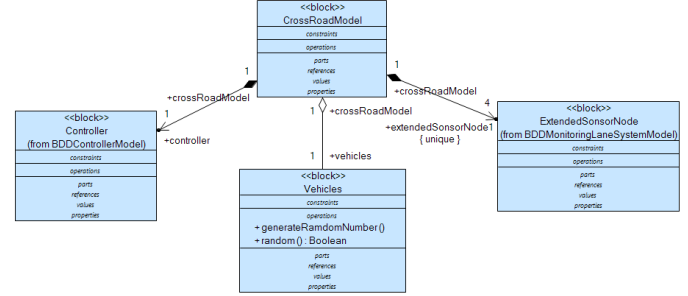 <<block>>
CrossRoadModel
constraints
operations
parts
references
values
properties
1
1
1
+crossRoadModel
+crossRoadModel
+crossRoadModel
1
+controller
4
+extendedSonsorNode1
{ unique }
1
+vehicles
<<block>>
Controller
(from BDDControllerModel)
constraints
operations
parts
references
values
properties
<<block>>
Vehicles
constraints
operations
+ generateRamdomNumber()
+ random() : Boolean
parts
references
values
properties
<<block>>
ExtendedSonsorNode
(from BDDMonitoringLaneSystemModel)
constraints
operations
parts
references
values
properties